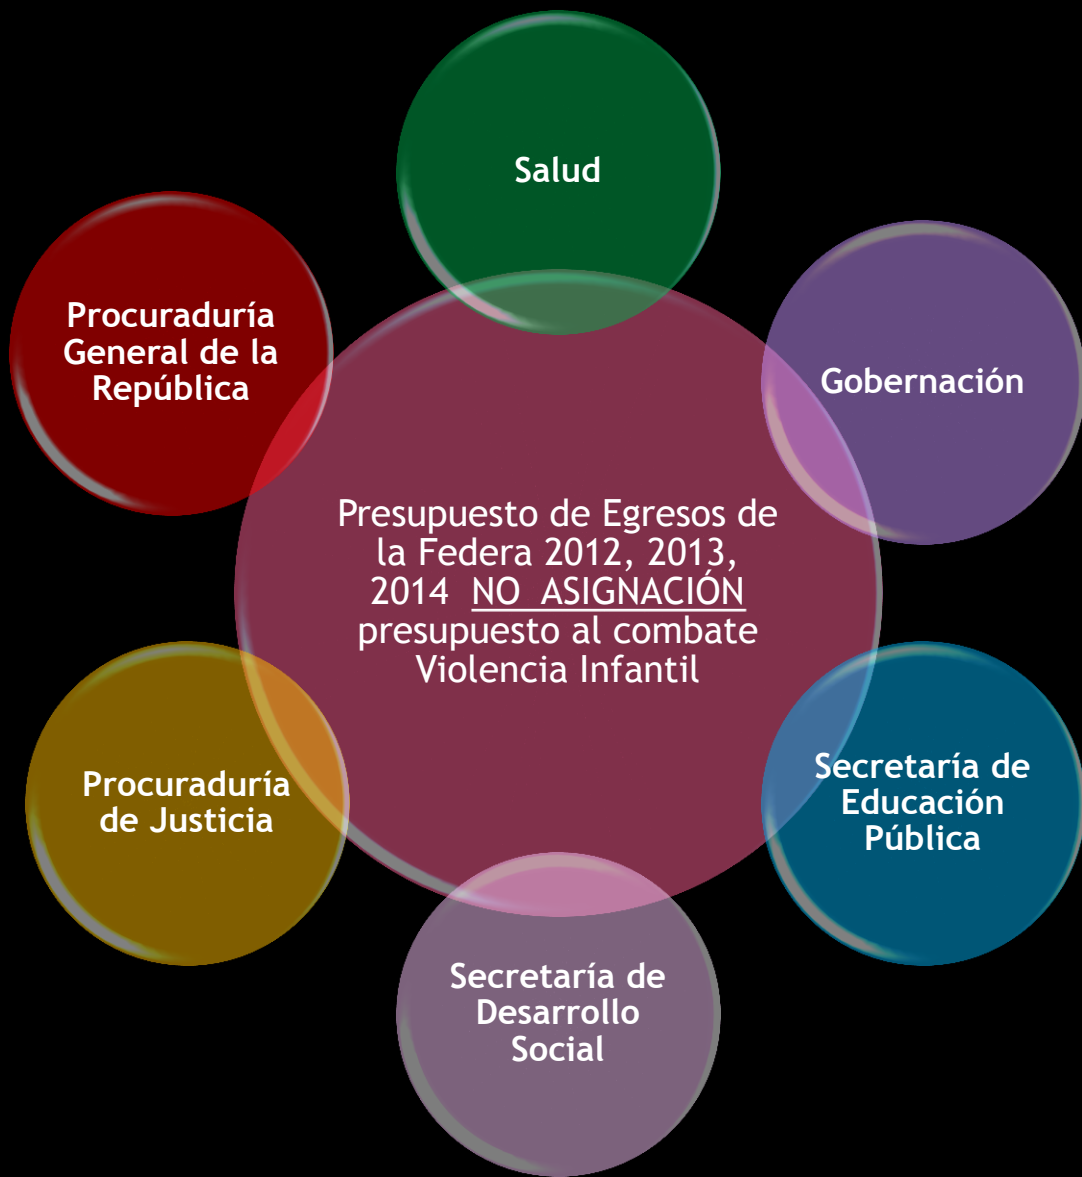 Salud
Procuraduría
General de la
República
Gobernación
Presupuesto de Egresos de
la Federa 2012, 2013,
2014  NO  ASIGNACIÓN
presupuesto al combate
Violencia Infantil
Procuraduría
de Justicia
Secretaría de
Educación
Pública
Secretaría de
Desarrollo
Social